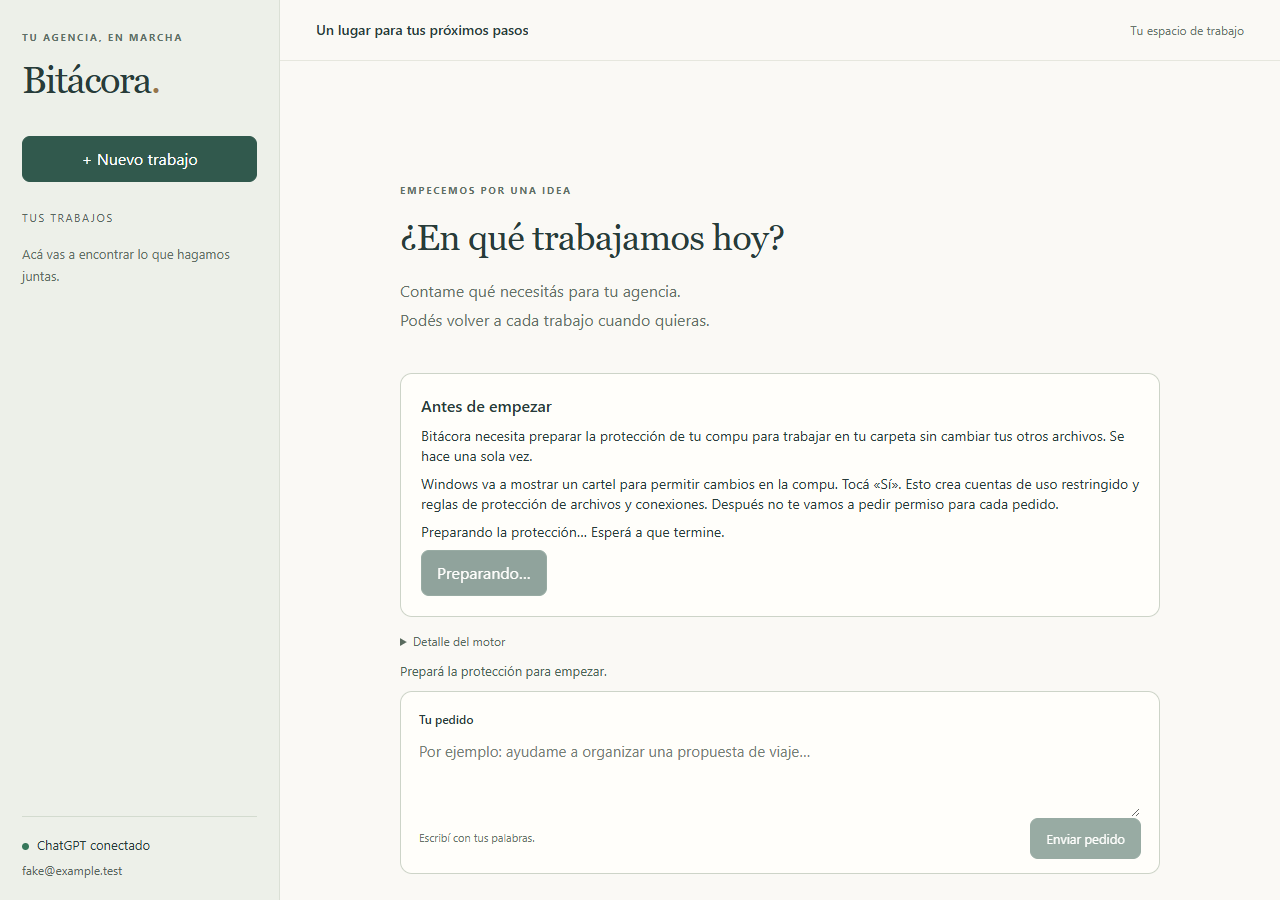 TU AGENCIA, EN MARCHA
Bitácora.
+ Nuevo trabajo
TUS TRABAJOS
Acá vas a encontrar lo que hagamos
juntas.
ChatGPT conectado
fake@example.test
Un lugar para tus próximos pasos
Tu espacio de trabajo
EMPECEMOS POR UNA IDEA
¿En qué trabajamos hoy?
Contame qué necesitás para tu agencia.
Podés volver a cada trabajo cuando quieras.
Antes de empezar
Bitácora necesita preparar la protección de tu compu para trabajar en tu carpeta sin cambiar tus otros archivos. Se
hace una sola vez.
Windows va a mostrar un cartel para permitir cambios en la compu. Tocá «Sí». Esto crea cuentas de uso restringido y
reglas de protección de archivos y conexiones. Después no te vamos a pedir permiso para cada pedido.
Preparando la protección... Esperá a que termine.
Preparando...
Detalle del motor
Prepará la protección para empezar.
Tu pedido
Por ejemplo: ayudame a organizar una propuesta de viaje...
Escribí con tus palabras.
Enviar pedido